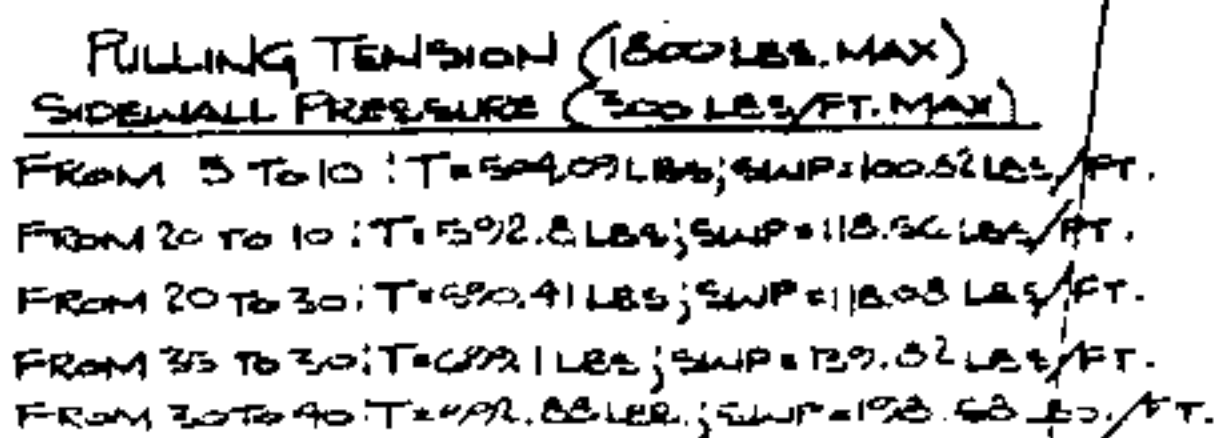 PULLING TENSION (1800 LBS. MAX)
SIDEWALL PRESSURE (300 LBS/FT. MAX)
FROM 5 TO 10 : T = 504.09 LBS; SWP = 100.82 LBS/FT.
FROM 20 TO 10 : T = 592.8 LBS; SWP = 118.56 LBS/FT.
FROM 20 TO 30 : T = 590.41 LBS; SWP = 118.08 LBS/FT.
FROM 35 TO 30 : T = LBS; SWP = 139.82 LBS/FT.
FROM 30 TO 40 : T = LBS.; SWP = /FT.